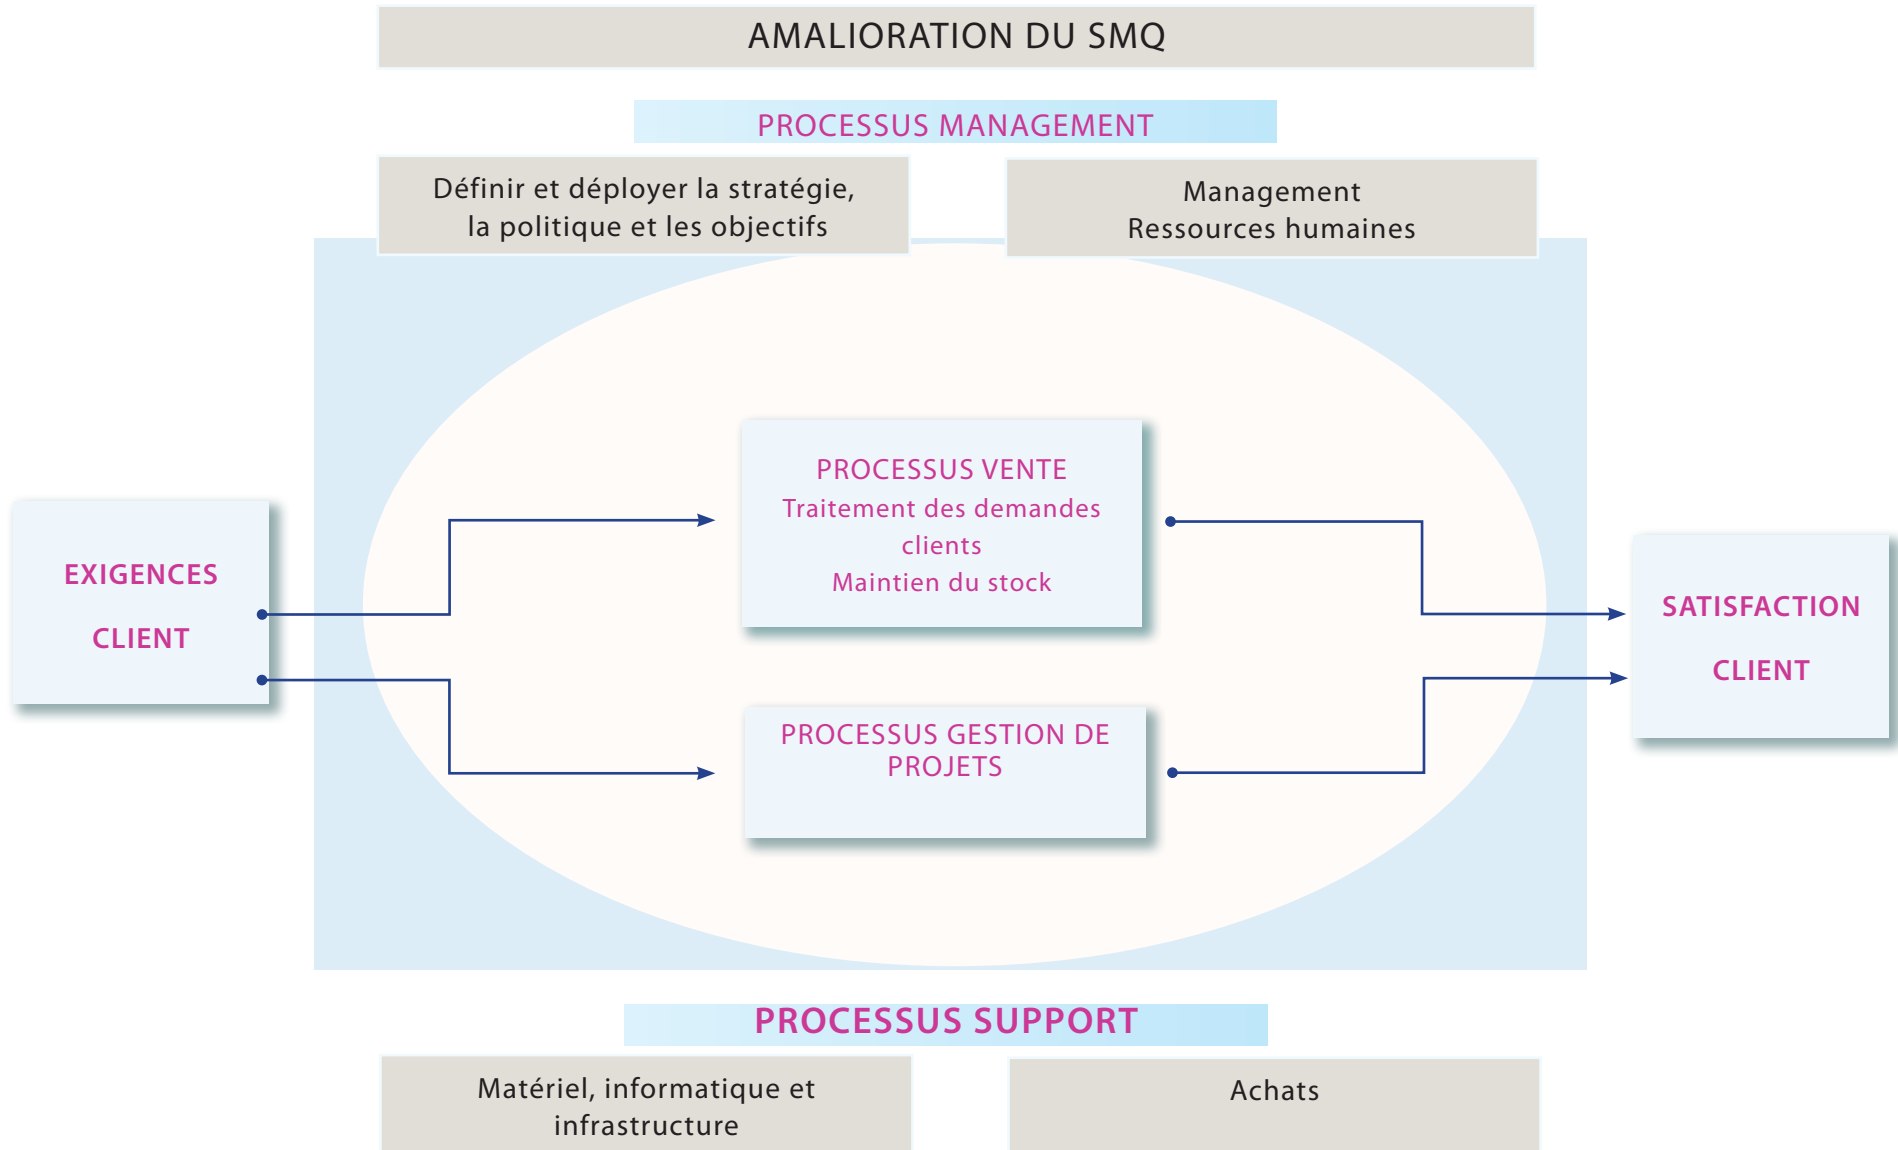 AMALIORATION DU SMQ
PROCESSUS MANAGEMENT
Définir et déployer la stratégie,
la politique et les objectifs
Management
Ressources humaines
PROCESSUS VENTE
Traitement des demandes
clients
Maintien du stock
EXIGENCES
CLIENT
SATISFACTION
CLIENT
PROCESSUS GESTION DE
PROJETS
PROCESSUS SUPPORT
Matériel, informatique et
infrastructure
Achats